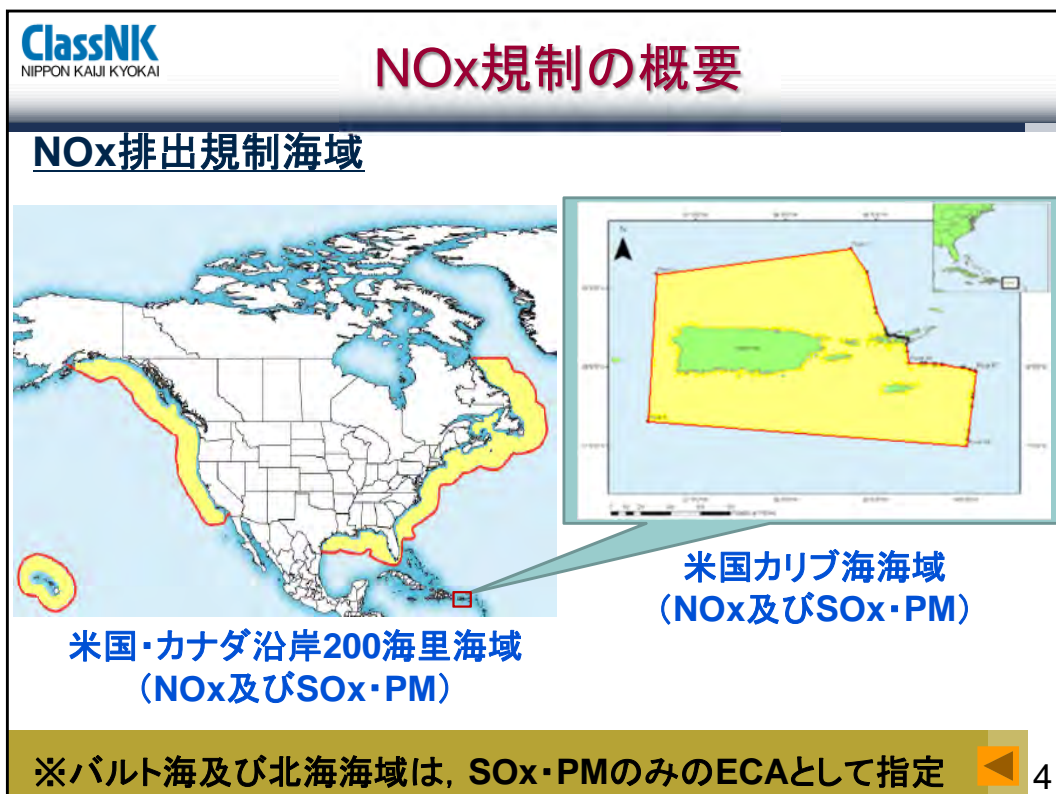 ClassNK
NIPPON KAIJI KYOKAI
NOx規制の概要
NOx排出規制海域
米国カリブ海海域
（NOx及びSOx・PM）
米国・カナダ沿岸200海里海域
（NOx及びSOx・PM）
※バルト海及び北海海域は，SOx・PMのみのECAとして指定
4